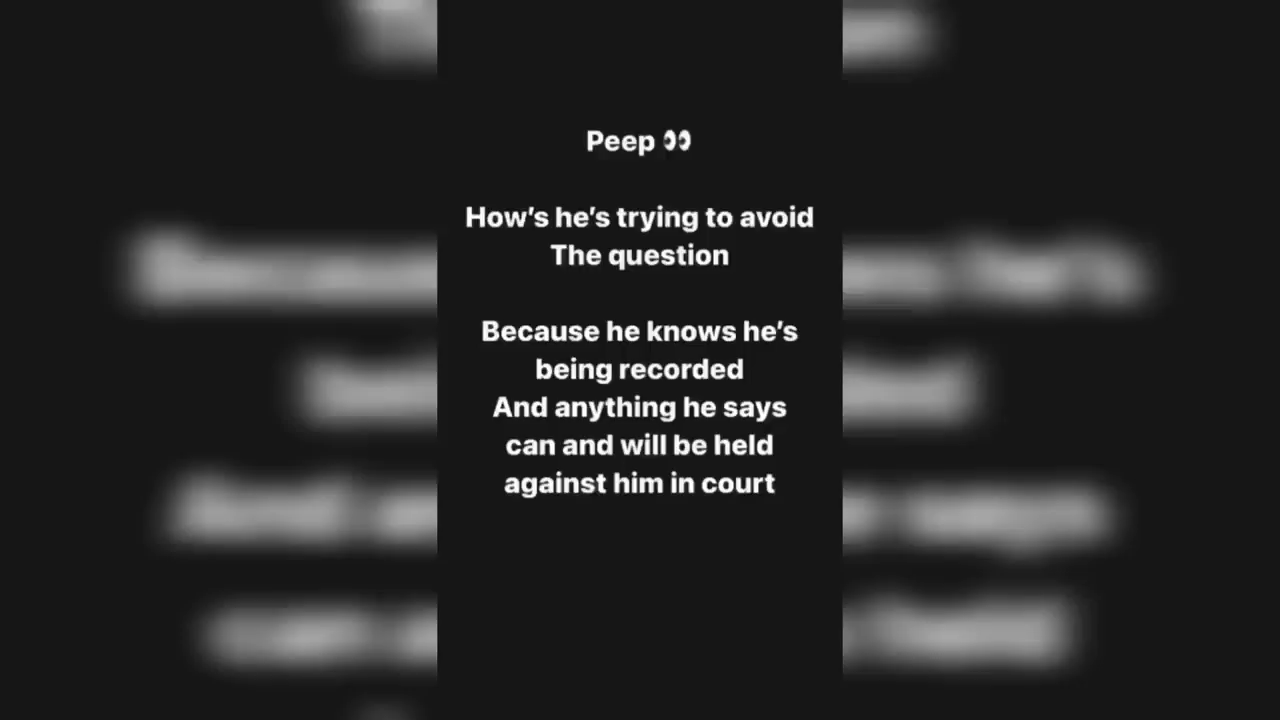 Peep 👀
How's he's trying to avoid
The question
Because he knows he's
being recorded
And anything he says
can and will be held
against him in court